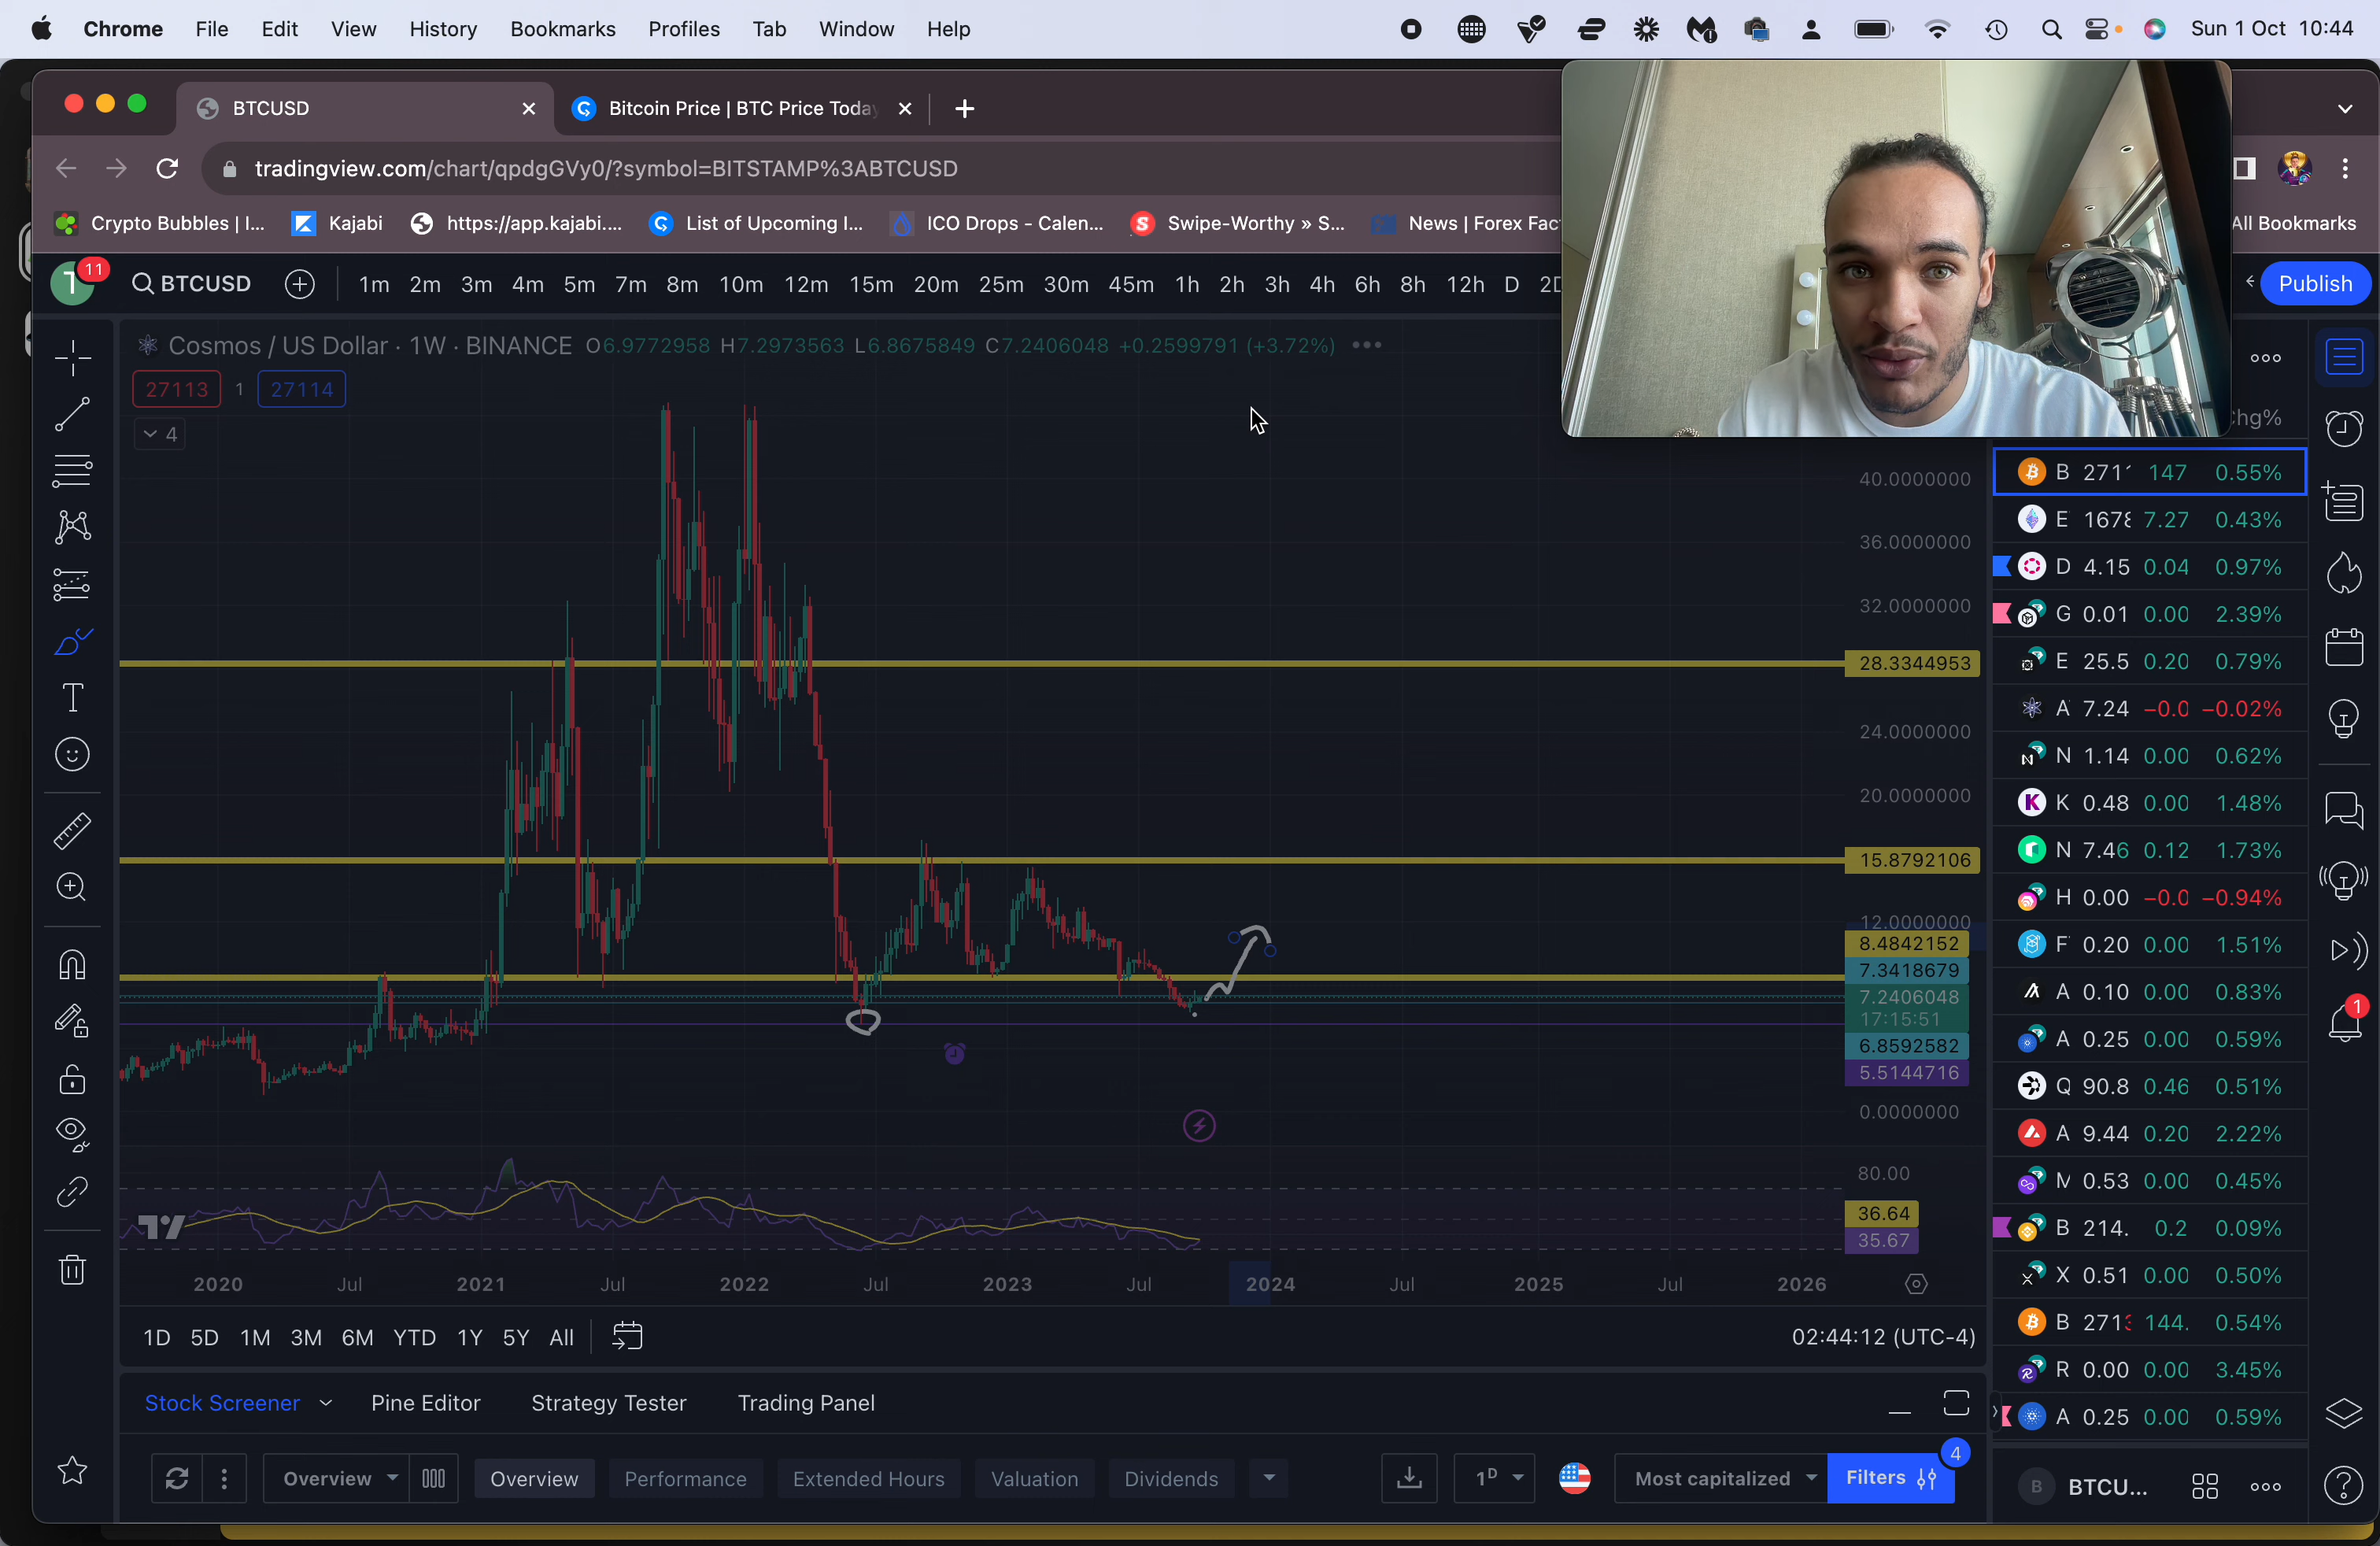 Chrome File Edit View History Bookmarks Profiles Tab Window Help Sun 1 Oct 10:44
BTCUSD Bitcoin Price | BTC Price Today
tradingview.com/chart/qpdgGVy0/?symbol=BITSTAMP%3ABTCUSD
Crypto Bubbles | I... Kajabi https://app.kajabi.... List of Upcoming I... ICO Drops - Calen... Swipe-Worthy » S... News | Forex Fac All Bookmarks
T 11 BTCUSD 1m 2m 3m 4m 5m 7m 8m 10m 12m 15m 20m 25m 30m 45m 1h 2h 3h 4h 6h 8h 12h D 2D Publish
Cosmos / US Dollar · 1W · BINANCE O6.9772958 H7.2973563 L6.8675849 C7.2406048 +0.2599791 (+3.72%)
27113 1 27114
4
Chg%
40.0000000
36.0000000
32.0000000
28.3344953
24.0000000
20.0000000
15.8792106
12.0000000
8.4842152
7.3418679
7.2406048
17:15:51
6.8592582
5.5144716
0.0000000
80.00
36.64
35.67
2020 Jul 2021 Jul 2022 Jul 2023 Jul 2024 Jul 2025 Jul 2026
B 2711 147 0.55%
E 1678 7.27 0.43%
D 4.15 0.04 0.97%
G 0.01 0.00 2.39%
E 25.5 0.20 0.79%
A 7.24 −0.0 −0.02%
N 1.14 0.00 0.62%
K 0.48 0.00 1.48%
N 7.46 0.12 1.73%
H 0.00 −0.0 −0.94%
F 0.20 0.00 1.51%
A 0.10 0.00 0.83%
A 0.25 0.00 0.59%
Q 90.8 0.46 0.51%
A 9.44 0.20 2.22%
M 0.53 0.00 0.45%
B 214. 0.2 0.09%
X 0.51 0.00 0.50%
B 2713 144. 0.54%
R 0.00 0.00 3.45%
A 0.25 0.00 0.59%
1
1D 5D 1M 3M 6M YTD 1Y 5Y All 02:44:12 (UTC-4)
Stock Screener Pine Editor Strategy Tester Trading Panel
Overview Overview Performance Extended Hours Valuation Dividends 1D Most capitalized Filters 4
B BTCU...